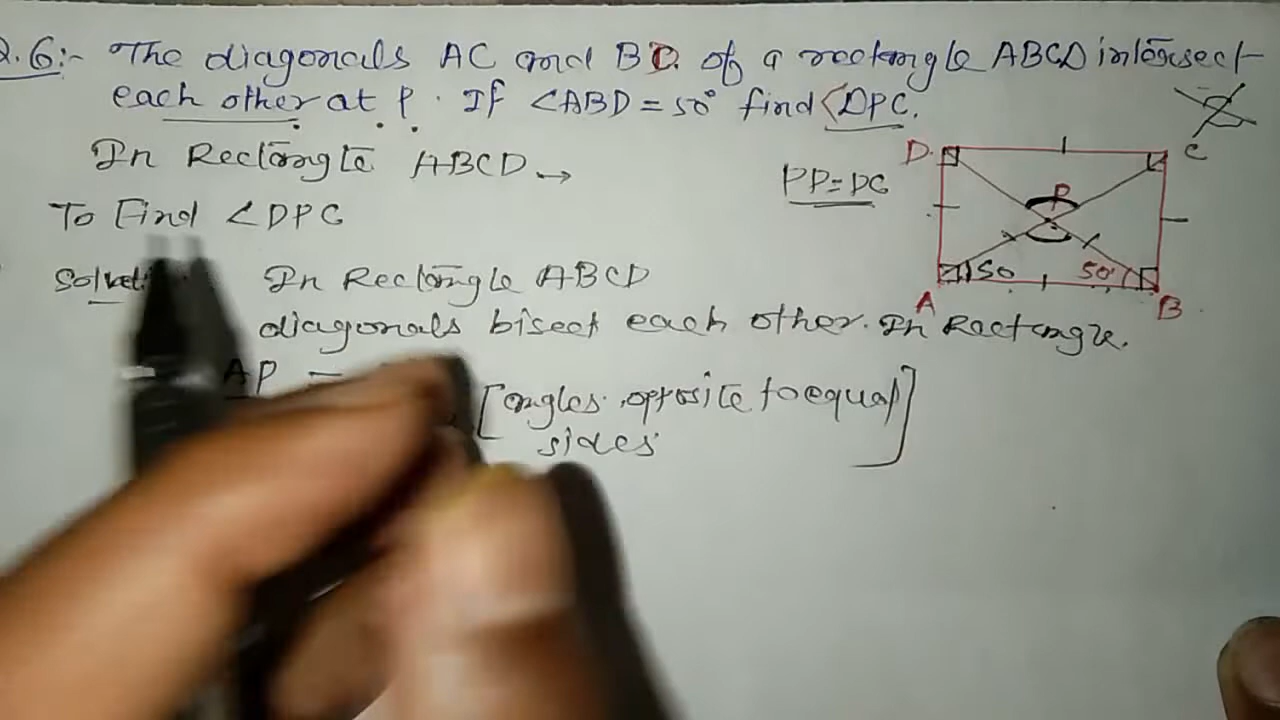 Q.6:- The diagonals AC and BD. of a rectangle ABCD intersect
each other at P. If <ABD=50° find <DPC.
In Rectangle ABCD →
To Find <DPC
PD=DC
D
C
P
50
50°
A
B
In Rectangle ABCD
diagonals bisect each other. In Rectangle.
AP =
[angles opposite to equal]
sides